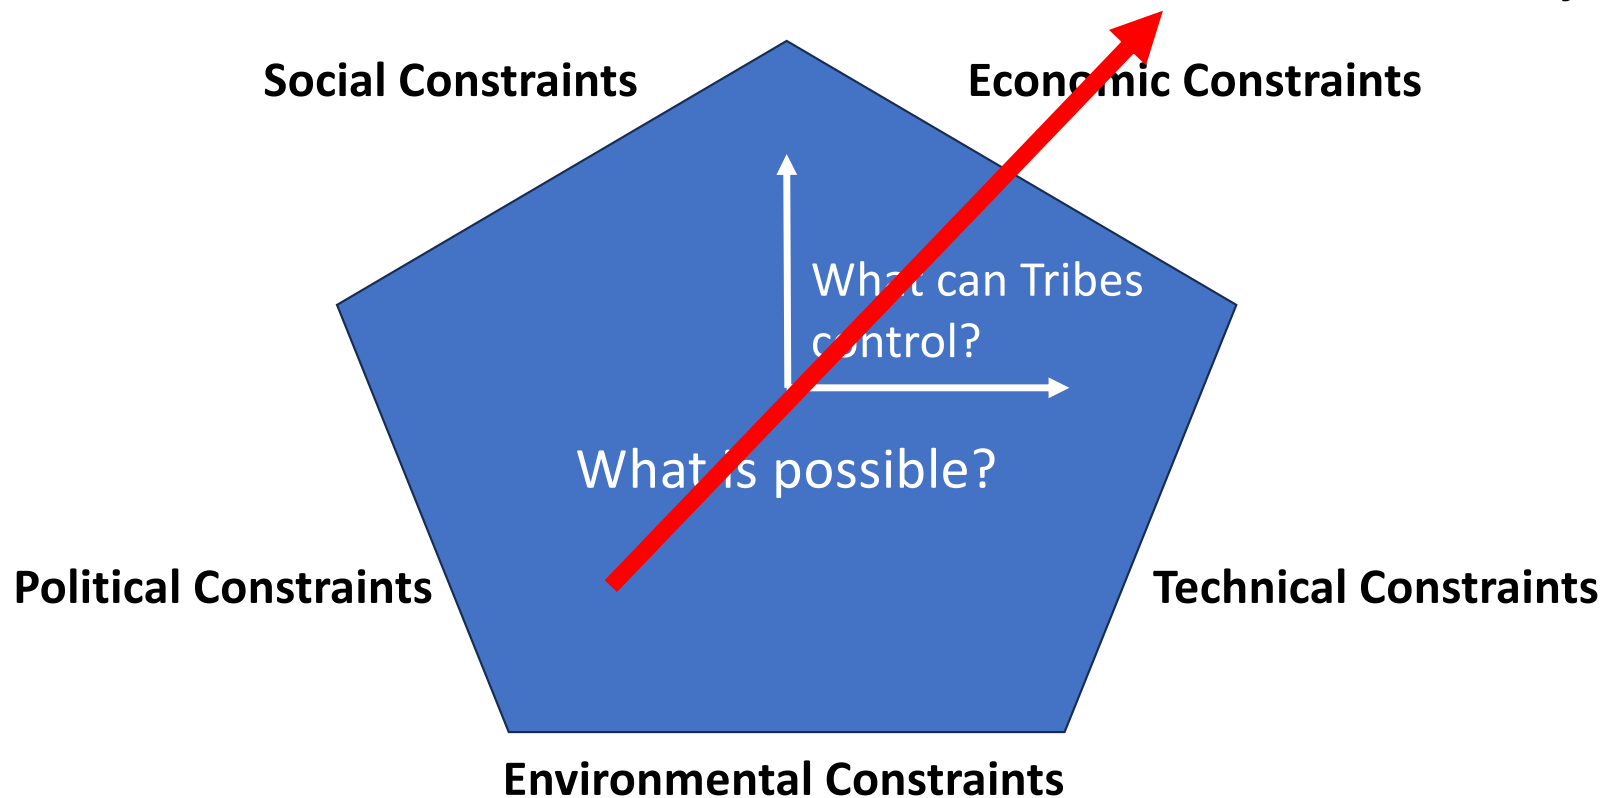 Social Constraints
Economic Constraints
What can Tribes
control?
What is possible?
Political Constraints
Technical Constraints
Environmental Constraints